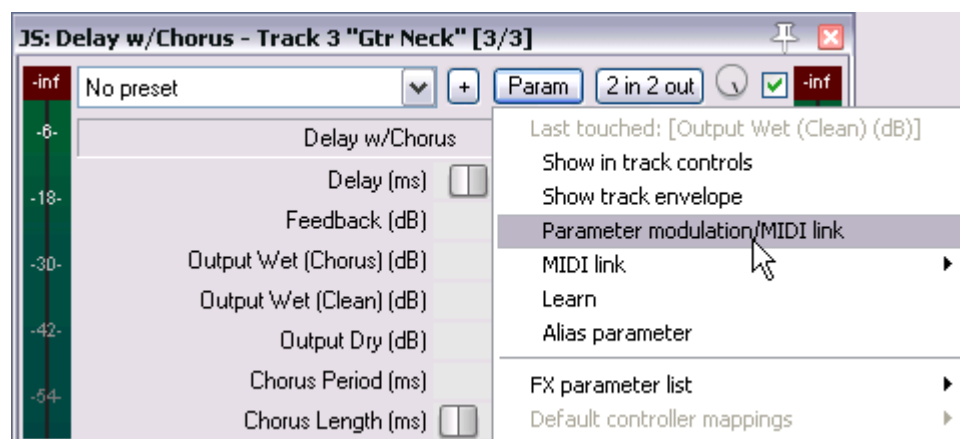 JS: Delay w/Chorus - Track 3 "Gtr Neck" [3/3]
-inf No preset + Param 2 in 2 out -inf
-6- Delay w/Chorus
Last touched: [Output Wet (Clean) (dB)]
Delay (ms)
Show in track controls
-18-
Feedback (dB)
Show track envelope
Parameter modulation/MIDI link
-30- Output Wet (Chorus) (dB)
MIDI link
Output Wet (Clean) (dB)
Learn
-42- Output Dry (dB)
Alias parameter
Chorus Period (ms)
FX parameter list
-54-
Chorus Length (ms)
Default controller mappings